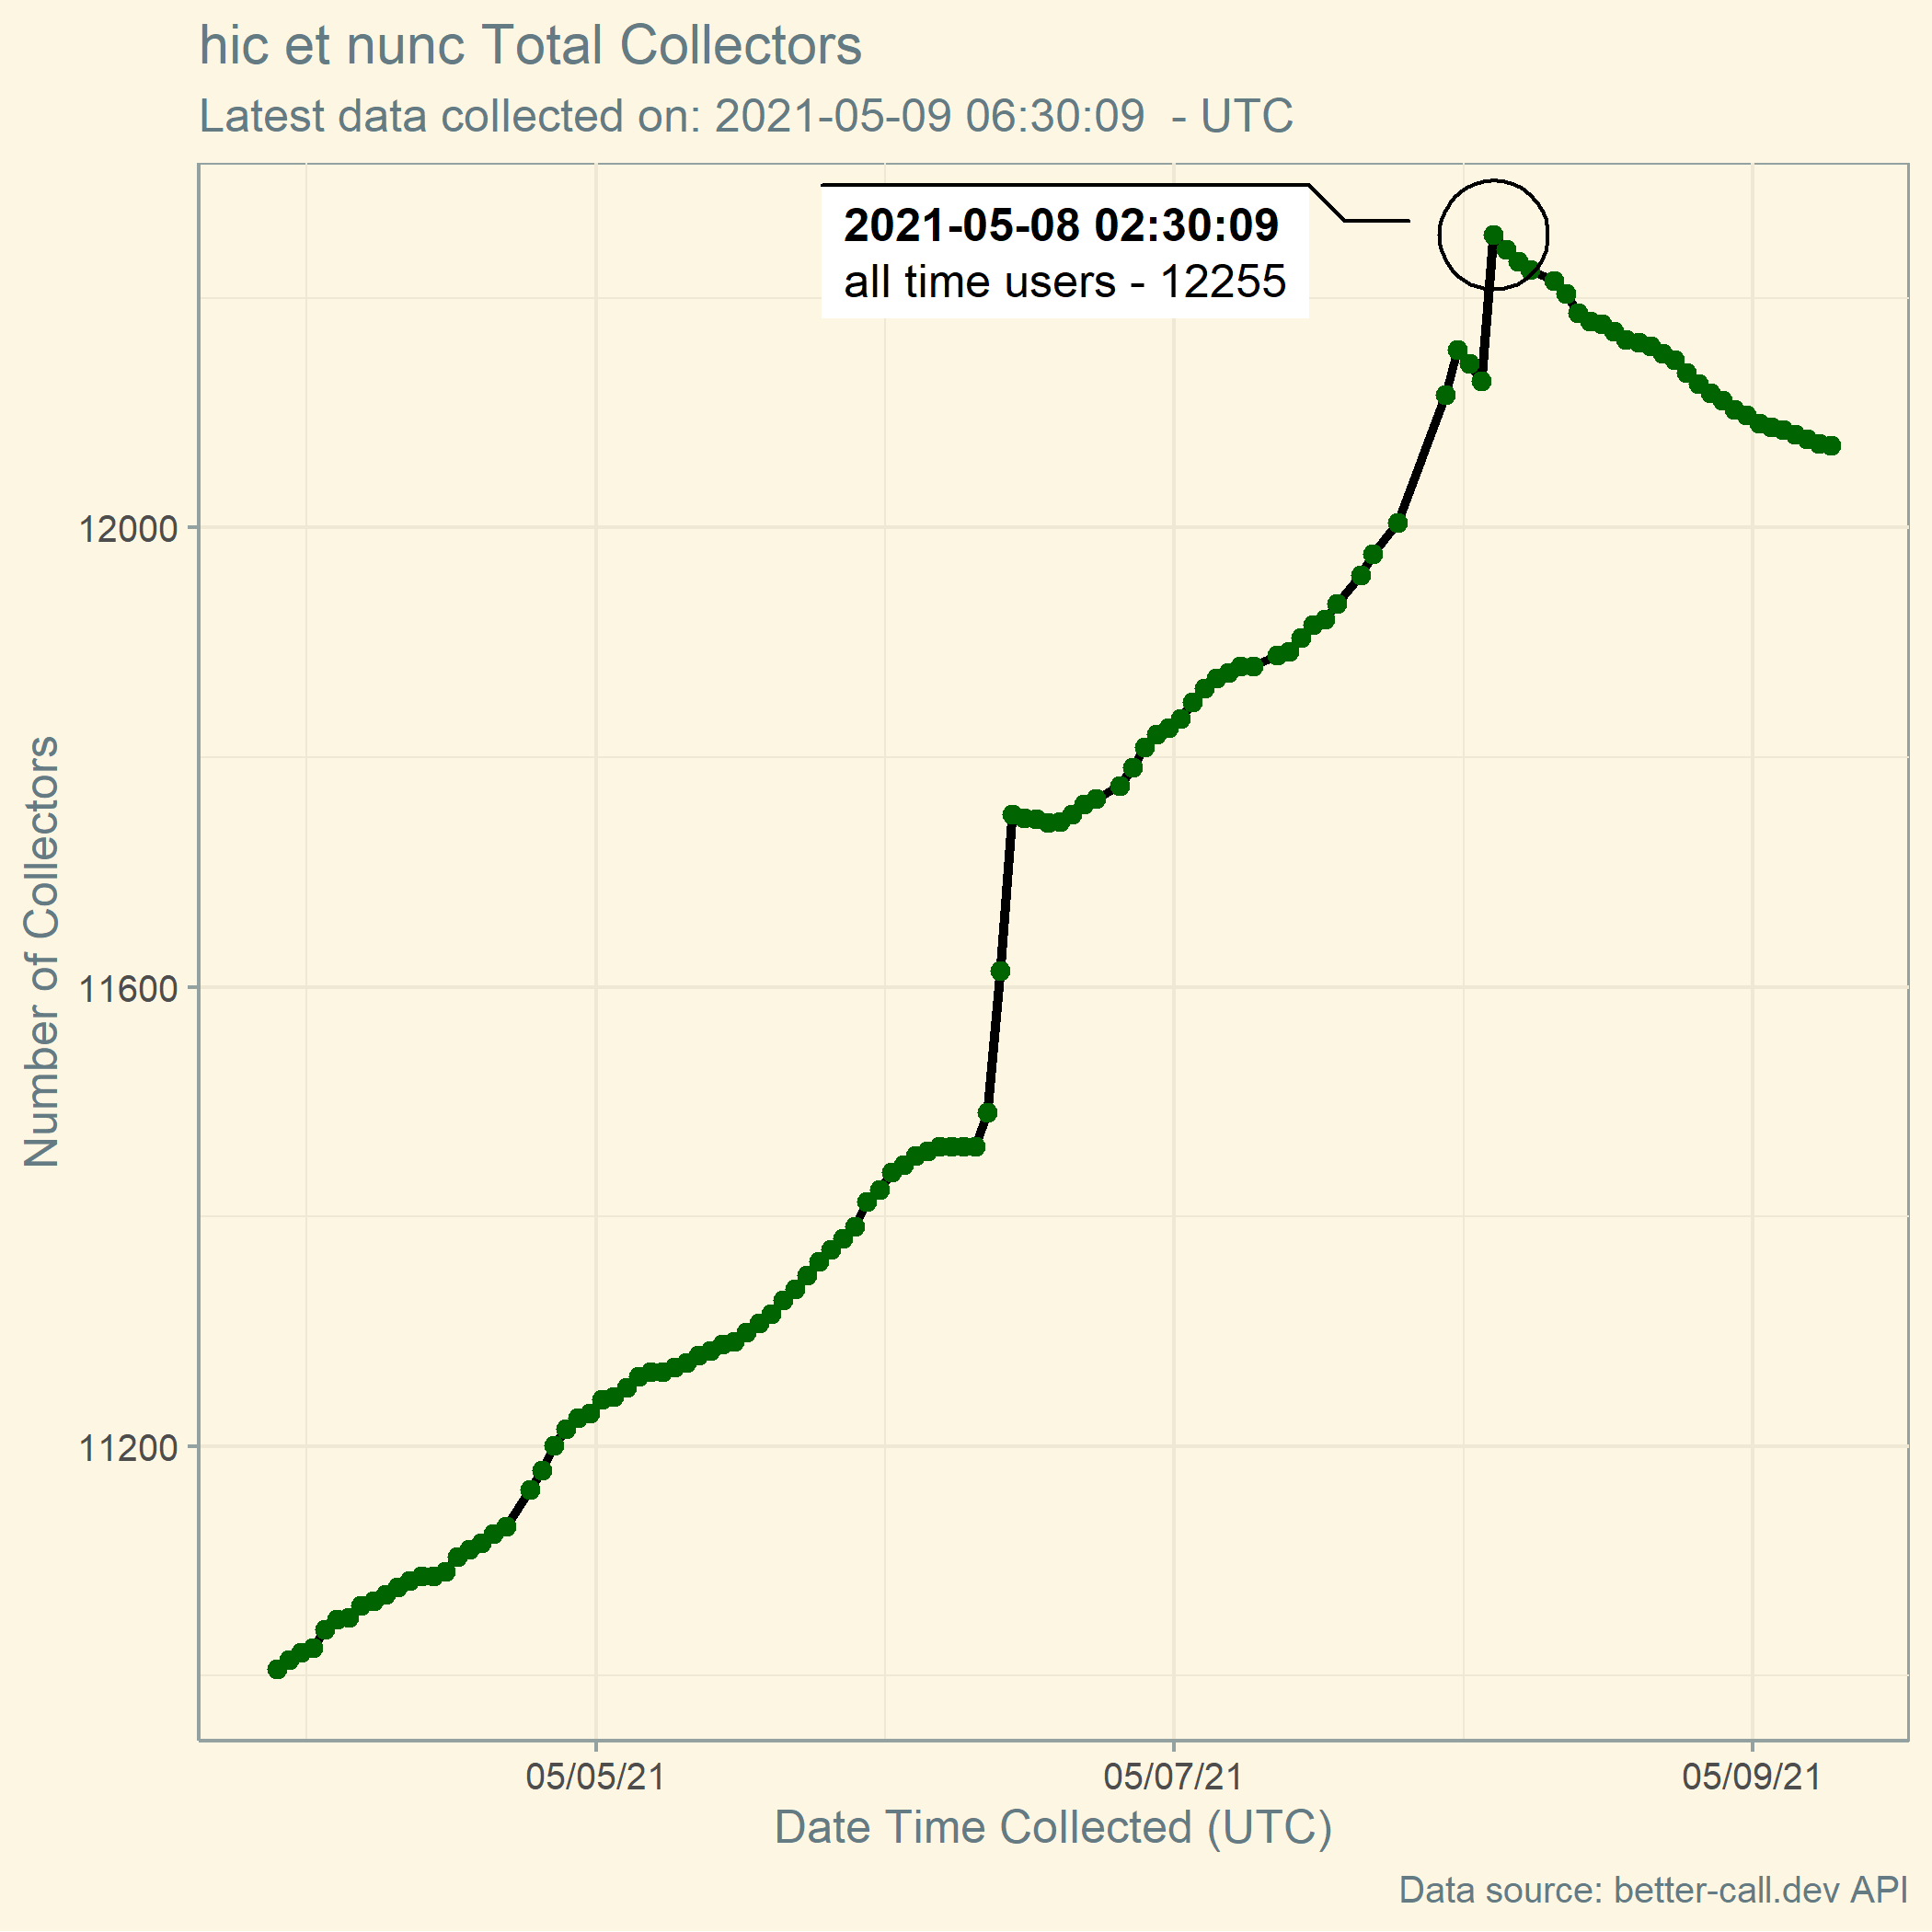 hic et nunc Total Collectors
Latest data collected on: 2021-05-09 06:30:09  - UTC
2021-05-08 02:30:09
all time users - 12255
Number of Collectors
12000
11600
11200
05/05/21
05/07/21
05/09/21
Date Time Collected (UTC)
Data source: better-call.dev API